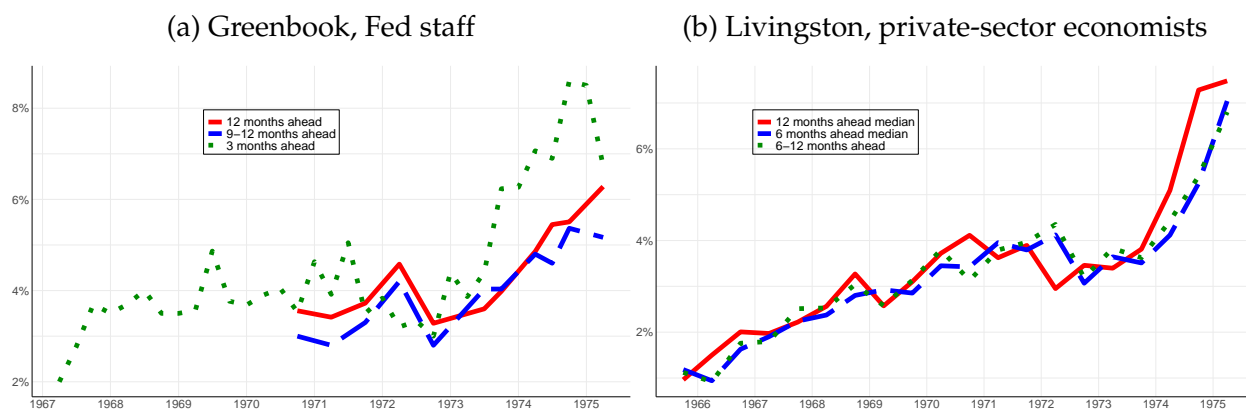 (a) Greenbook, Fed staff
8%
6%
4%
2%
12 months ahead
9−12 months ahead
3 months ahead
1967 1968 1969 1970 1971 1972 1973 1974 1975
(b) Livingston, private-sector economists
6%
4%
2%
12 months ahead median
6 months ahead median
6−12 months ahead
1966 1967 1968 1969 1970 1971 1972 1973 1974 1975